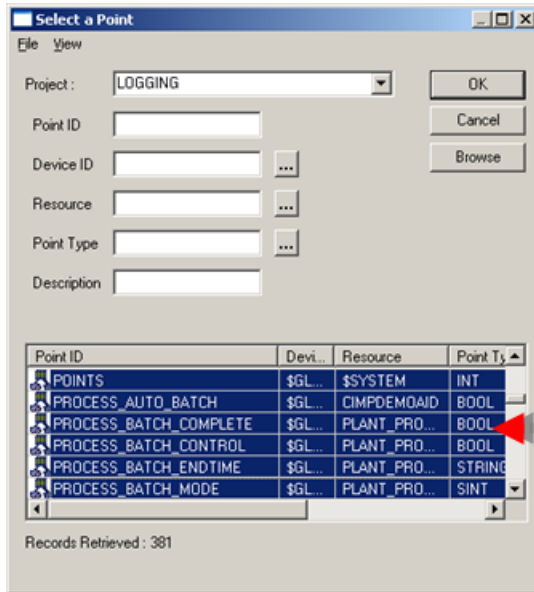 Select a Point
File View
Project : LOGGING OK
Point ID Cancel
Device ID ... Browse
Resource ...
Point Type ...
Description
Point ID Devi... Resource Point Ty
POINTS $GL... $SYSTEM INT
PROCESS_AUTO_BATCH $GL... CIMPDEMOAID BOOL
PROCESS_BATCH_COMPLETE $GL... PLANT_PRO... BOOL
PROCESS_BATCH_CONTROL $GL... PLANT_PRO... BOOL
PROCESS_BATCH_ENDTIME $GL... PLANT_PRO... STRING
PROCESS_BATCH_MODE $GL... PLANT_PRO... SINT
Records Retrieved : 381